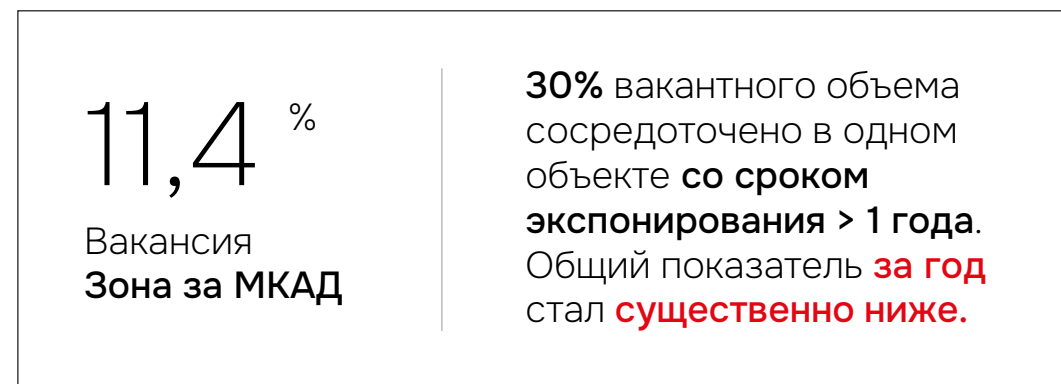 11,4 %
Вакансия
Зона за МКАД
30% вакантного объема
сосредоточено в одном
объекте со сроком
экспонирования > 1 года.
Общий показатель за год
стал существенно ниже.